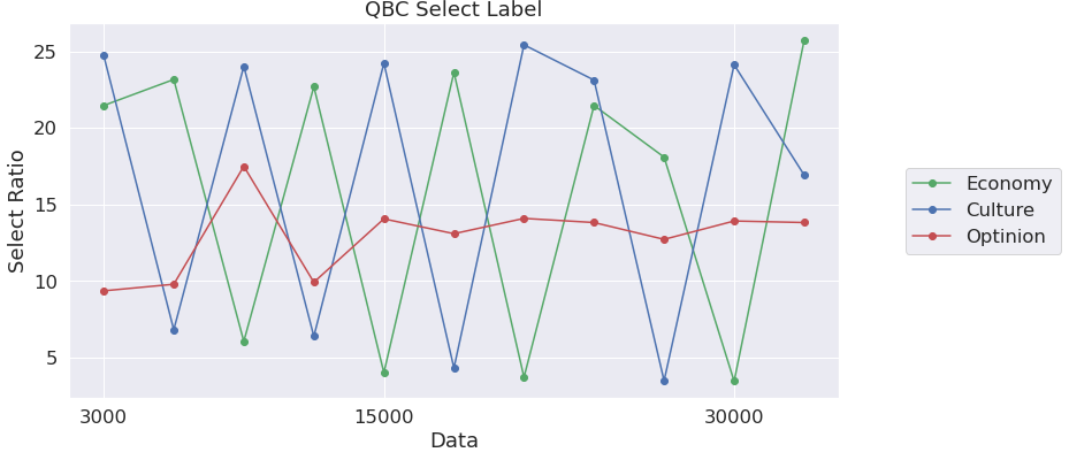 QBC Select Label
25
20
15
10
5
Select Ratio
3000
15000
30000
Data
Economy
Culture
Optinion